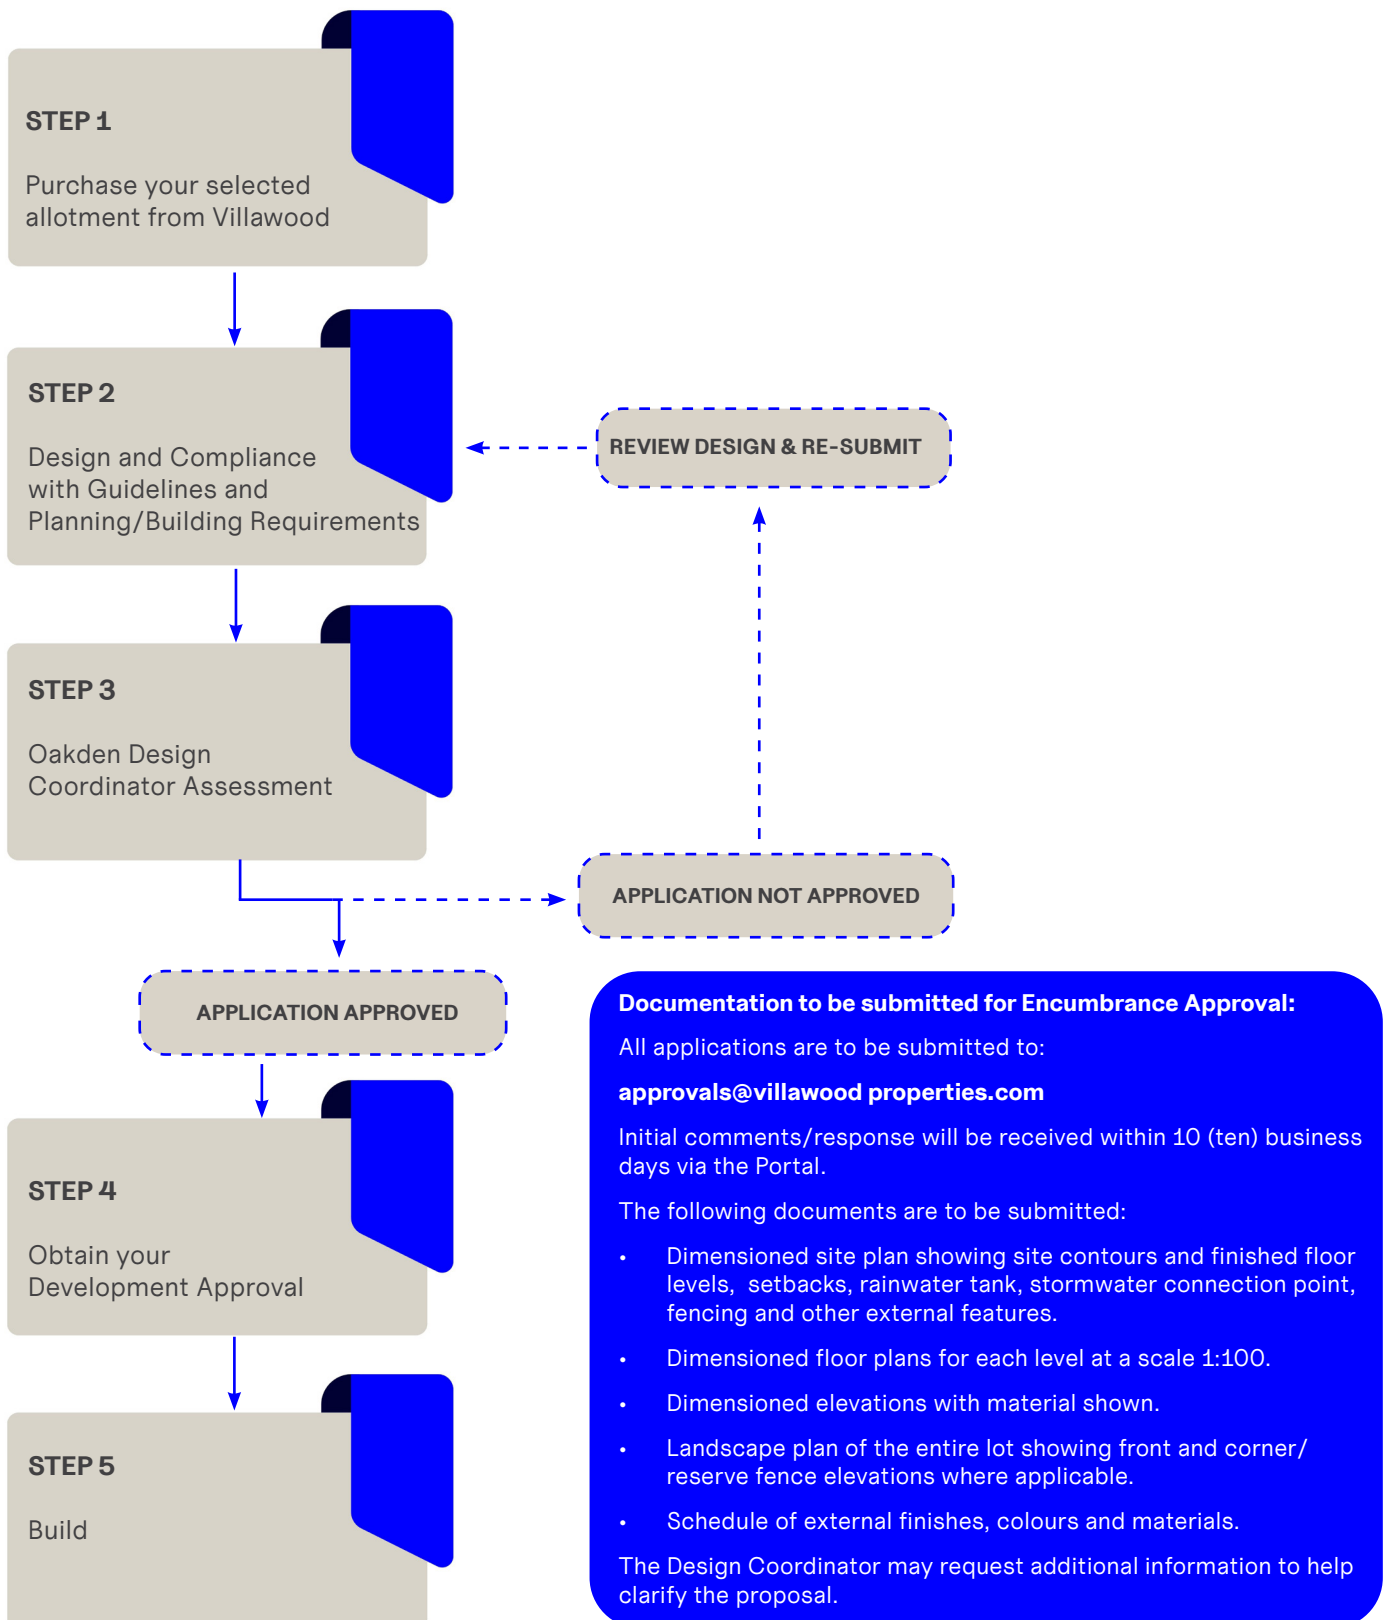 STEP 1
Purchase your selected
allotment from Villawood
STEP 2
Design and Compliance
with Guidelines and
Planning/Building Requirements
REVIEW DESIGN & RE-SUBMIT
STEP 3
Oakden Design
Coordinator Assessment
APPLICATION NOT APPROVED
APPLICATION APPROVED
STEP 4
Obtain your
Development Approval
STEP 5
Build
Documentation to be submitted for Encumbrance Approval:
All applications are to be submitted to:
approvals@villawood properties.com
Initial comments/response will be received within 10 (ten) business
days via the Portal.
The following documents are to be submitted:
• Dimensioned site plan showing site contours and finished floor
levels, setbacks, rainwater tank, stormwater connection point,
fencing and other external features.
• Dimensioned floor plans for each level at a scale 1:100.
• Dimensioned elevations with material shown.
• Landscape plan of the entire lot showing front and corner/
reserve fence elevations where applicable.
• Schedule of external finishes, colours and materials.
The Design Coordinator may request additional information to help
clarify the proposal.